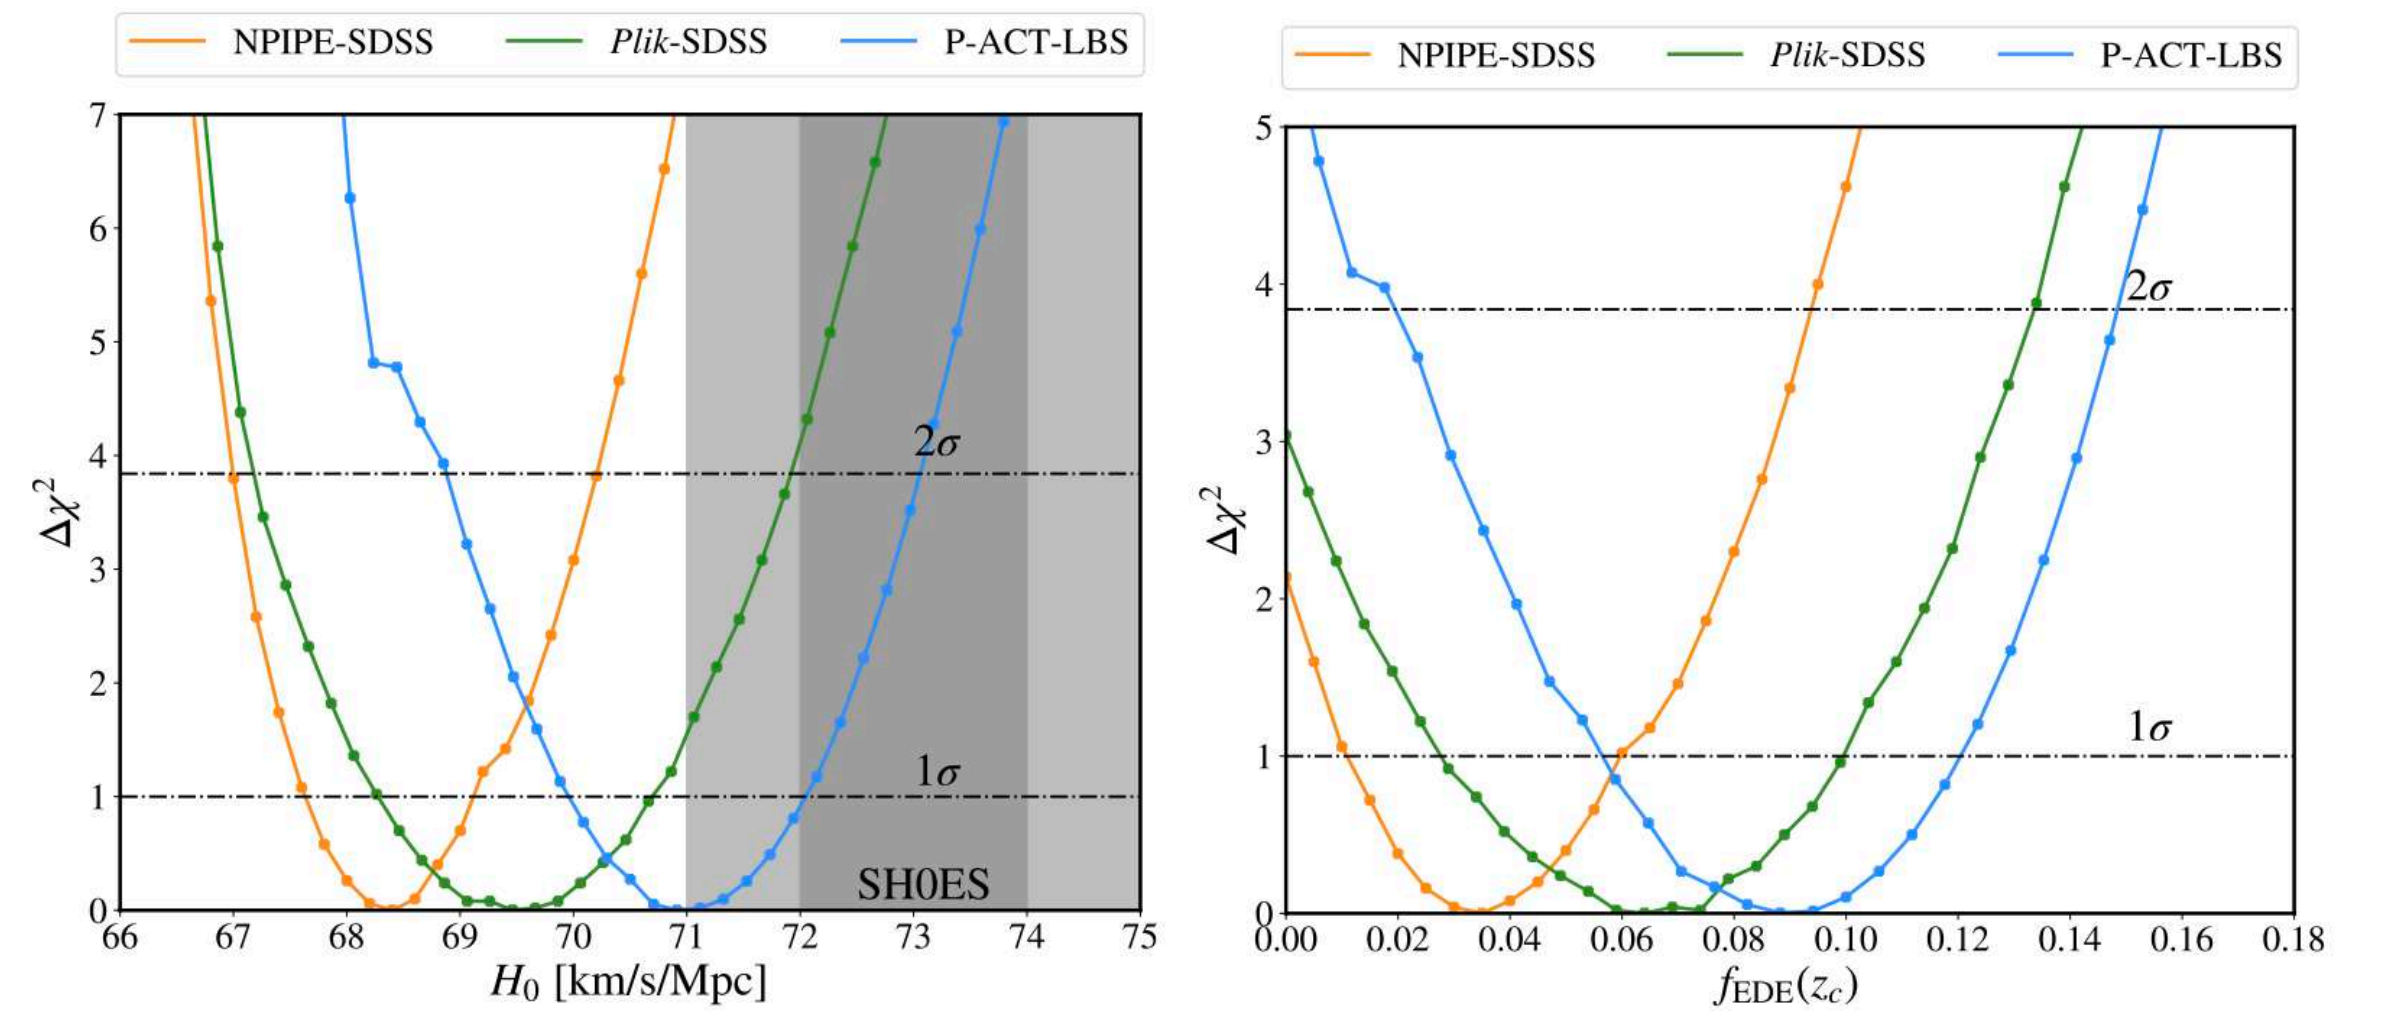 NPIPE-SDSS Plik-SDSS P-ACT-LBS
7
6
5
4
3
2
1
0
Δχ²
2σ
1σ
SH0ES
66 67 68 69 70 71 72 73 74 75
H₀ [km/s/Mpc]
NPIPE-SDSS Plik-SDSS P-ACT-LBS
5
4
3
2
1
0
Δχ²
2σ
1σ
0.00 0.02 0.04 0.06 0.08 0.10 0.12 0.14 0.16 0.18
f_EDE(z_c)